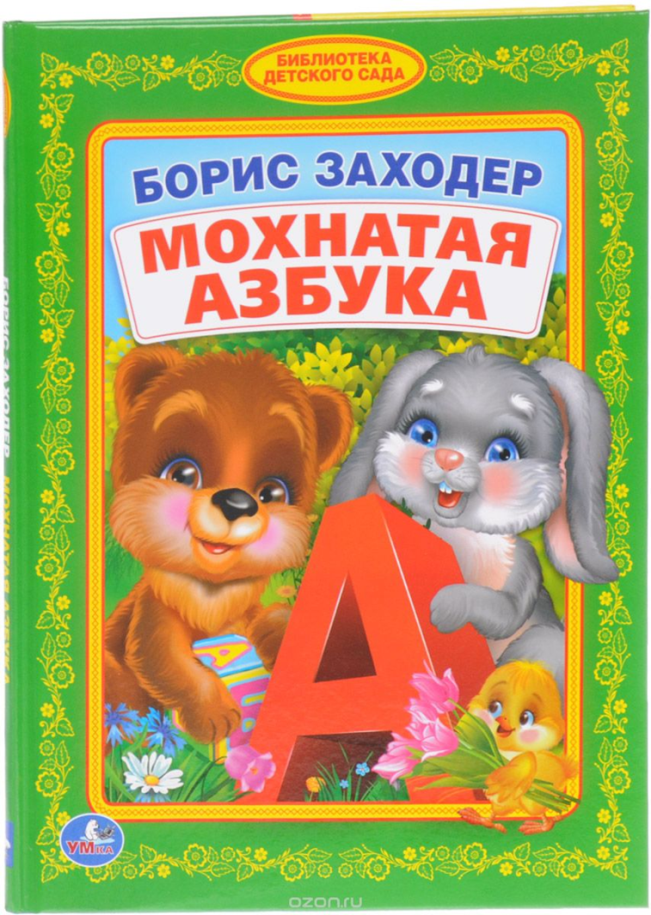 БИБЛИОТЕКА
ДЕТСКОГО САДА
БОРИС ЗАХОДЕР
МОХНАТАЯ
АЗБУКА
БОРИС ЗАХОДЕР МОХНАТАЯ АЗБУКА
А
УМка
ozon.ru